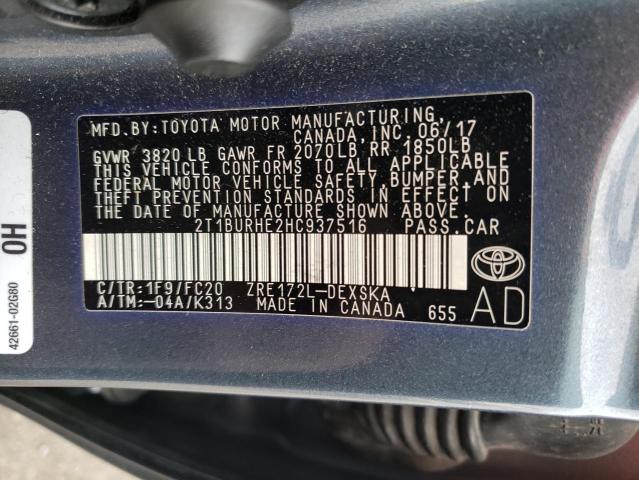 MFD.BY:TOYOTA MOTOR MANUFACTURING,
CANADA, INC. 06/17
GVWR 3820 LB GAWR FR 2070LB RR 1850LB
THIS VEHICLE CONFORMS TO ALL APPLICABLE
FEDERAL MOTOR VEHICLE SAFETY, BUMPER, AND
THEFT PREVENTION STANDARDS IN EFFECT ON
THE DATE OF MANUFACTURE SHOWN ABOVE.
2T1BURHE2HC937516 PASS.CAR
C/TR:1F9/FC20 ZRE172L-DEXSKA
A/TM:-04A/K313 MADE IN CANADA 655
AD
42661-02G80 0H